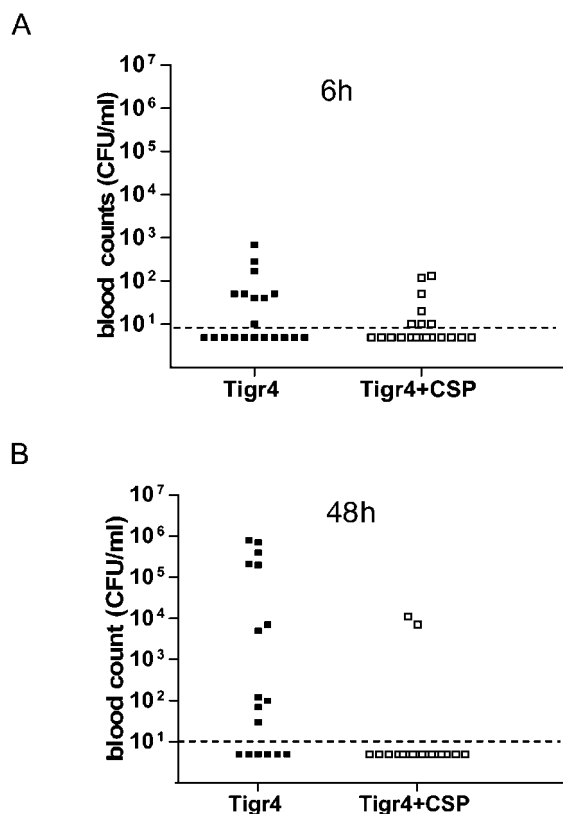 A
blood counts (CFU/ml)
10⁷
10⁶
10⁵
10⁴
10³
10²
10¹
6h
Tigr4
Tigr4+CSP
B
blood count (CFU/ml)
10⁷
10⁶
10⁵
10⁴
10³
10²
10¹
48h
Tigr4
Tigr4+CSP